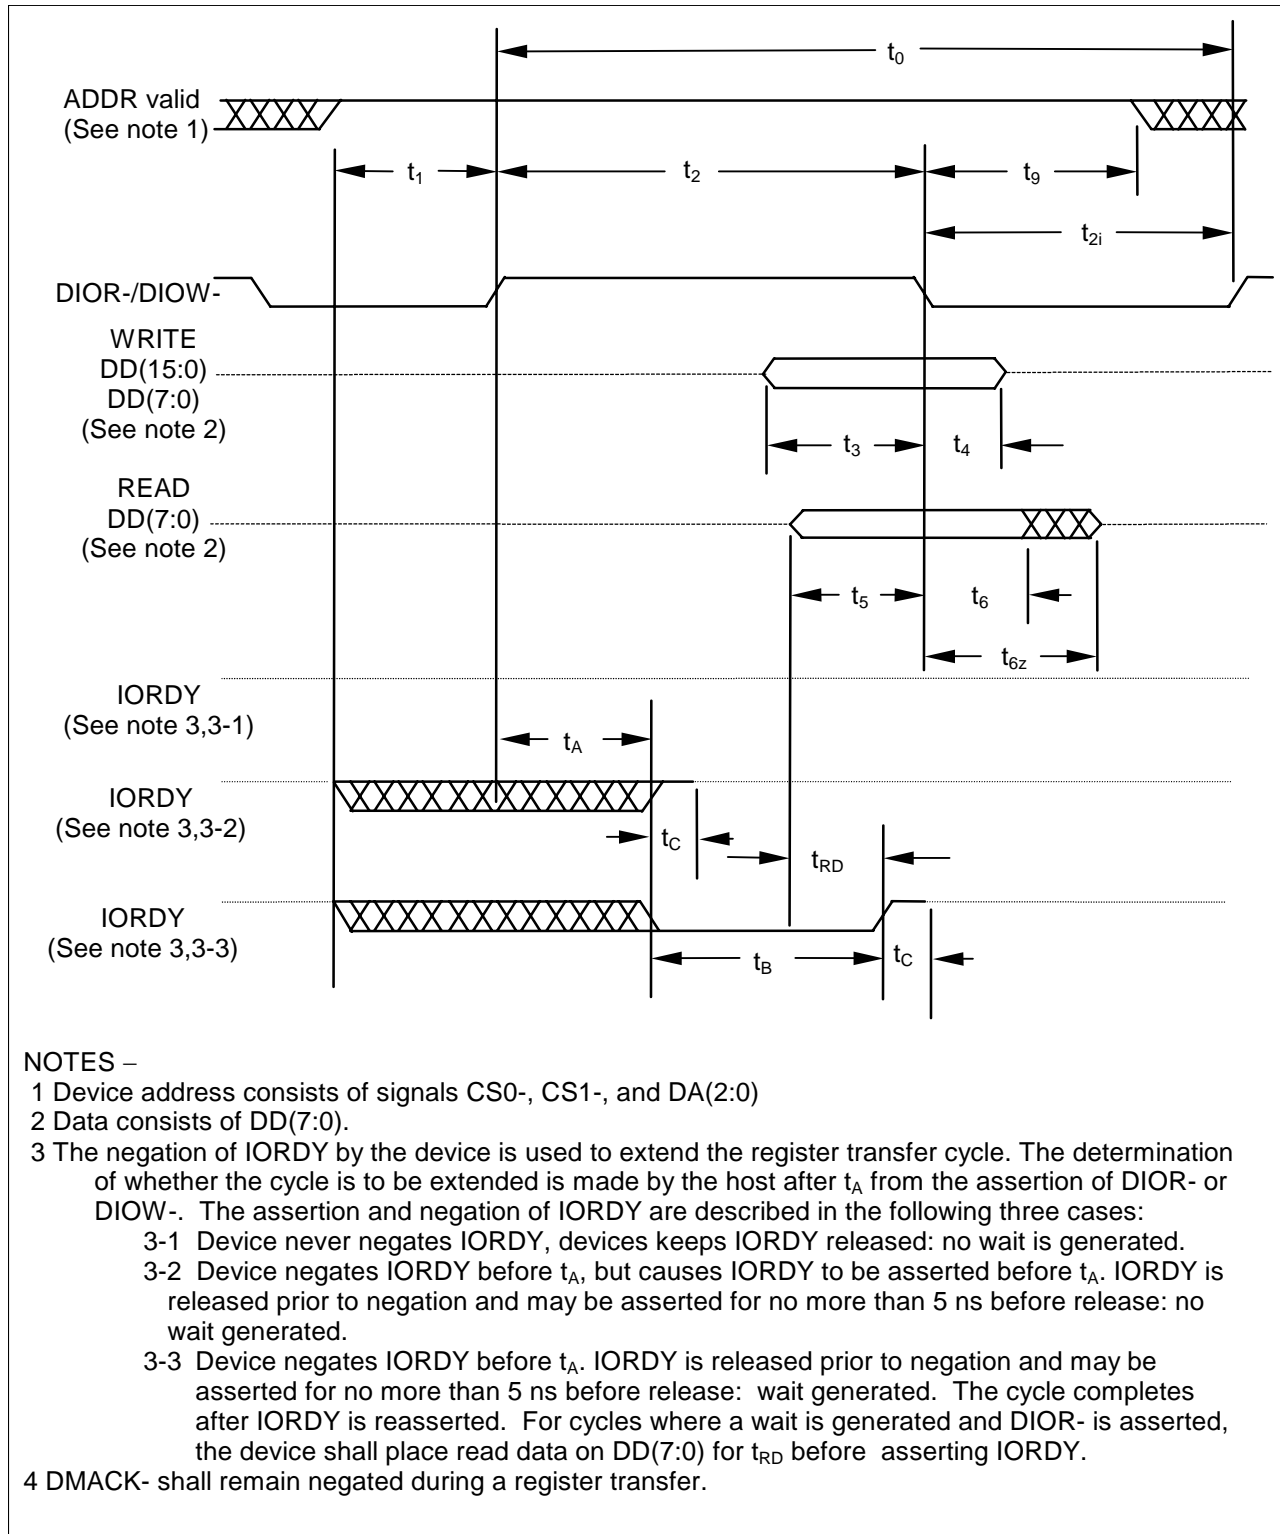 t0
ADDR valid
(See note 1)
t1
t2
t9
t2i
DIOR-/DIOW-
WRITE
DD(15:0)
DD(7:0)
(See note 2)
t3
t4
READ
DD(7:0)
(See note 2)
t5
t6
t6z
IORDY
(See note 3,3-1)
tA
IORDY
(See note 3,3-2)
tC
tRD
IORDY
(See note 3,3-3)
tB
tC
NOTES –
1 Device address consists of signals CS0-, CS1-, and DA(2:0)
2 Data consists of DD(7:0).
3 The negation of IORDY by the device is used to extend the register transfer cycle. The determination
of whether the cycle is to be extended is made by the host after tA from the assertion of DIOR- or
DIOW-. The assertion and negation of IORDY are described in the following three cases:
3-1 Device never negates IORDY, devices keeps IORDY released: no wait is generated.
3-2 Device negates IORDY before tA, but causes IORDY to be asserted before tA. IORDY is
released prior to negation and may be asserted for no more than 5 ns before release: no
wait generated.
3-3 Device negates IORDY before tA. IORDY is released prior to negation and may be
asserted for no more than 5 ns before release: wait generated. The cycle completes
after IORDY is reasserted. For cycles where a wait is generated and DIOR- is asserted,
the device shall place read data on DD(7:0) for tRD before asserting IORDY.
4 DMACK- shall remain negated during a register transfer.